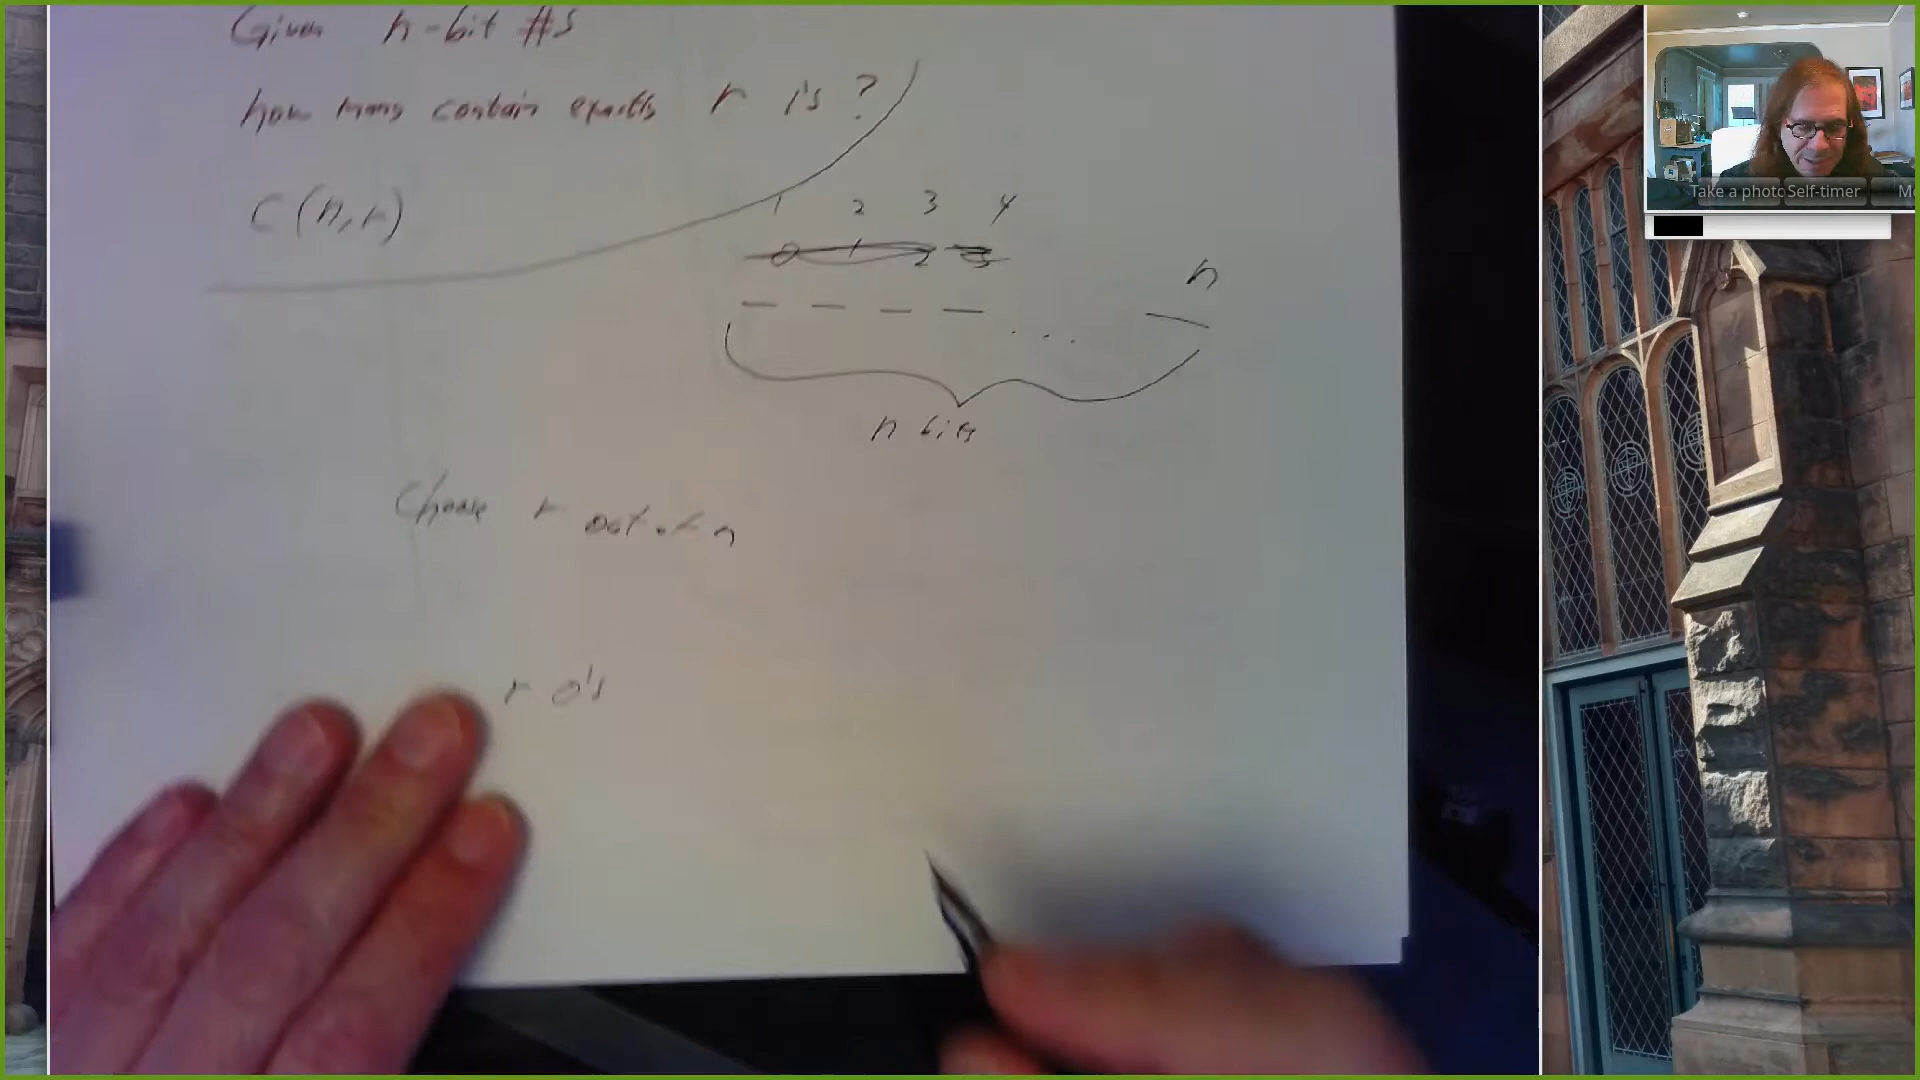 Given n-bit #s
how many contain exactly r 1's?
C(n,r)
1 2 3 4
0 1 2 3
n
....
n bits
Choose r out of n
r 0's
Take a photo Self-timer Mo